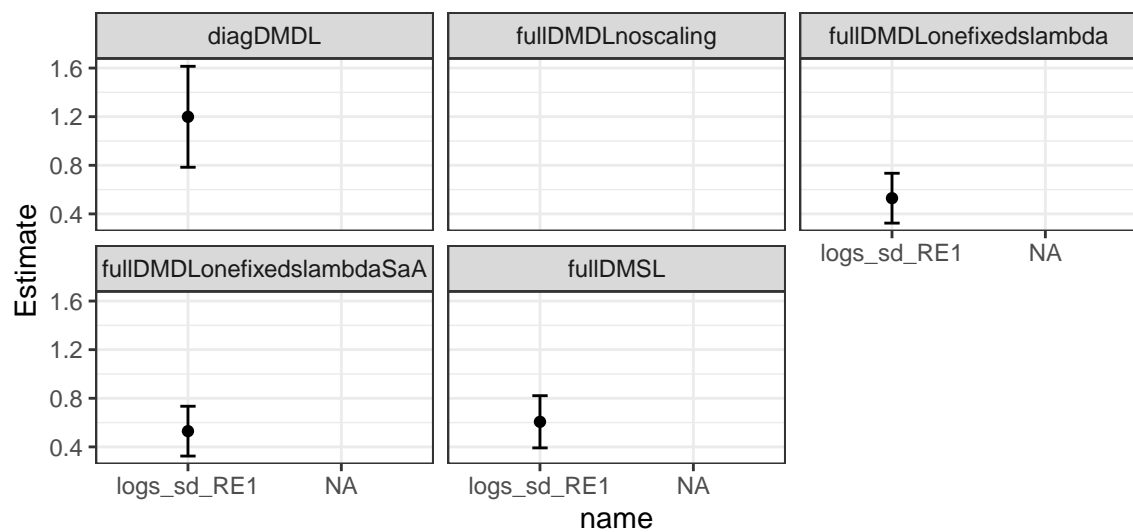 diagDMDL
fullDMDLnoscaling
fullDMDLonefixedslambda
1.6
1.2
0.8
0.4
logs_sd_RE1
NA
fullDMDLonefixedslambdaSaA
fullDMSL
1.6
1.2
0.8
0.4
logs_sd_RE1
NA
logs_sd_RE1
NA
Estimate
name